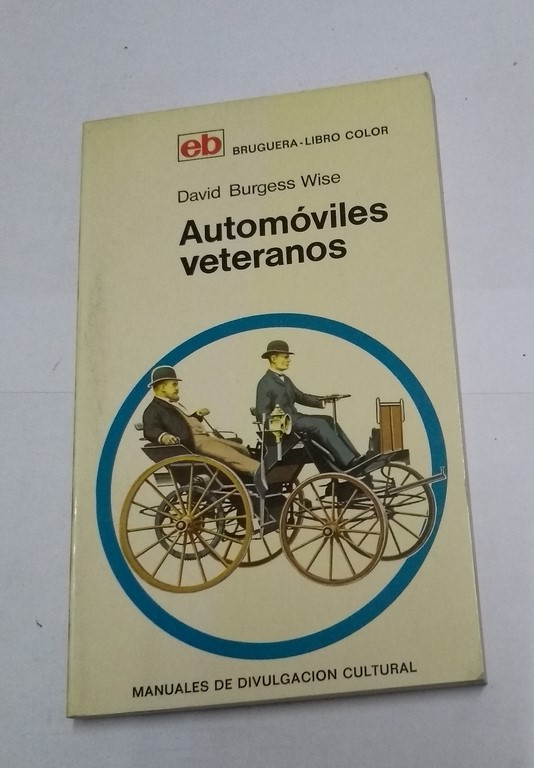 eb BRUGUERA-LIBRO COLOR
David Burgess Wise
Automóviles
veteranos
MANUALES DE DIVULGACION CULTURAL